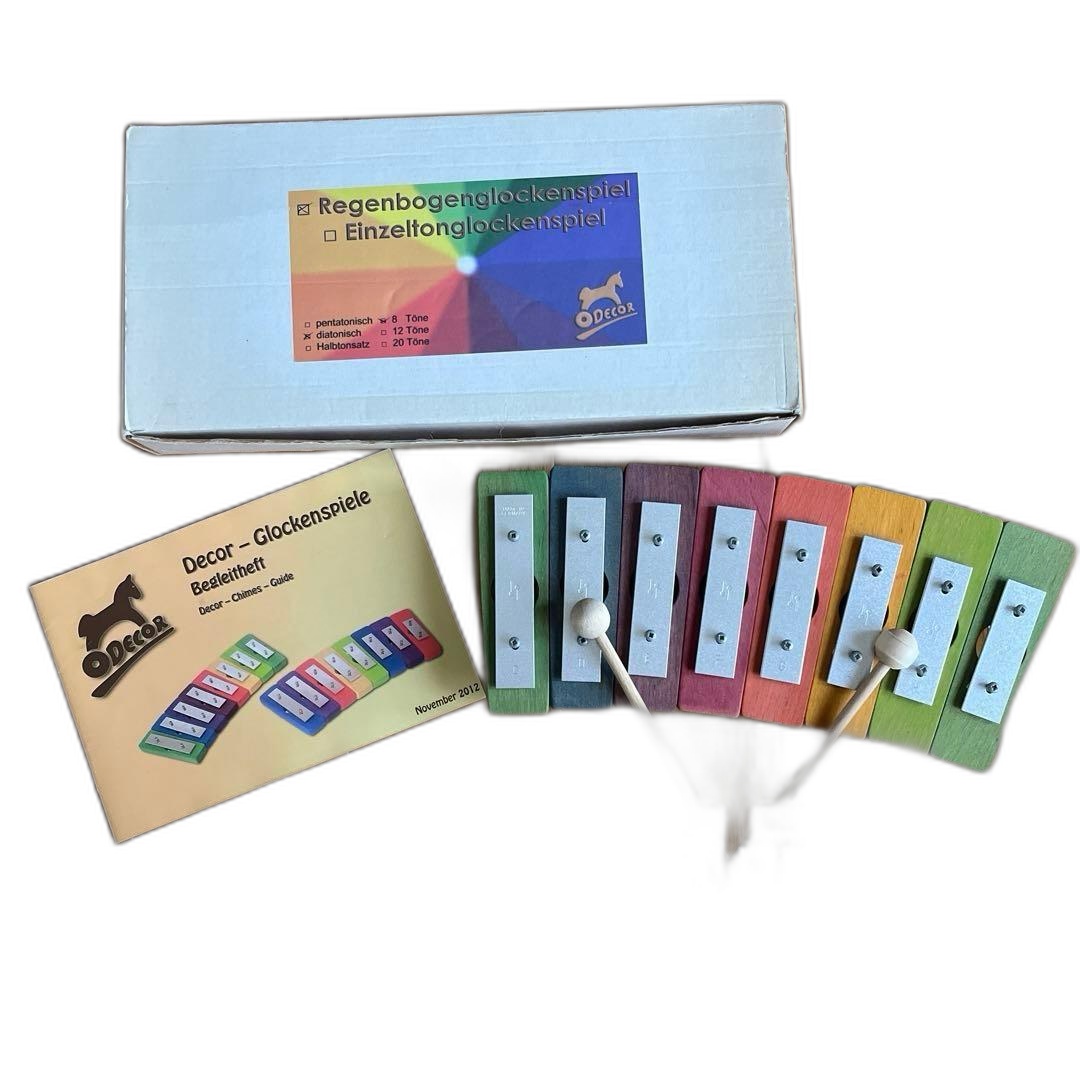 Regenbogenglockenspiel
Einzeltonglockenspiel
pentatonisch 8 Töne
diatonisch 12 Töne
Halbtonsatz 20 Töne
DECOR
Decor – Glockenspiele
Begleitheft
Decor – Chimes – Guide
DECOR
November 2012